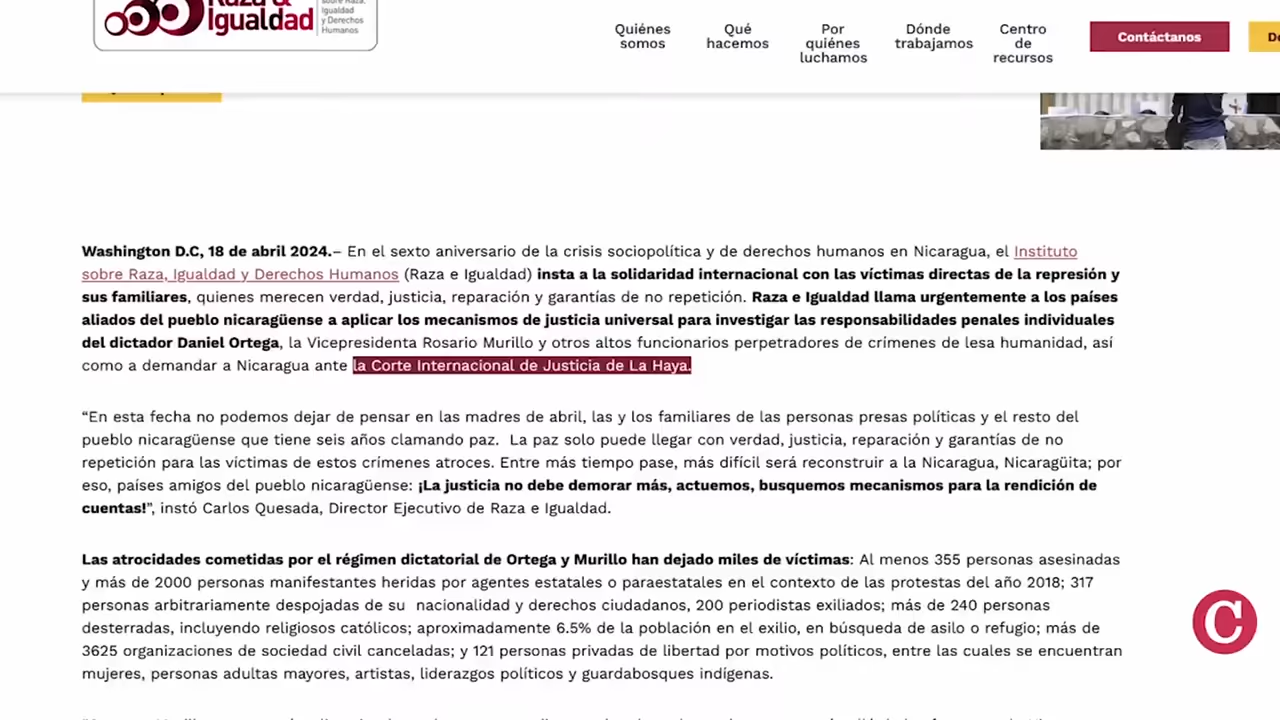 Igualdad
Igualdad
y Derechos
Humanos
Quiénes
somos
Qué
hacemos
Por
quiénes
luchamos
Dónde
trabajamos
Centro
de
recursos
Contáctanos
Washington D.C, 18 de abril 2024.– En el sexto aniversario de la crisis sociopolítica y de derechos humanos en Nicaragua, el Instituto
sobre Raza, Igualdad y Derechos Humanos (Raza e Igualdad) insta a la solidaridad internacional con las víctimas directas de la represión y
sus familiares, quienes merecen verdad, justicia, reparación y garantías de no repetición. Raza e Igualdad llama urgentemente a los países
aliados del pueblo nicaragüense a aplicar los mecanismos de justicia universal para investigar las responsabilidades penales individuales
del dictador Daniel Ortega, la Vicepresidenta Rosario Murillo y otros altos funcionarios perpetradores de crímenes de lesa humanidad, así
como a demandar a Nicaragua ante la Corte Internacional de Justicia de La Haya.
“En esta fecha no podemos dejar de pensar en las madres de abril, las y los familiares de las personas presas políticas y el resto del
pueblo nicaragüense que tiene seis años clamando paz.  La paz solo puede llegar con verdad, justicia, reparación y garantías de no
repetición para las víctimas de estos crímenes atroces. Entre más tiempo pase, más difícil será reconstruir a la Nicaragua, Nicaragüita; por
eso, países amigos del pueblo nicaragüense: ¡La justicia no debe demorar más, actuemos, busquemos mecanismos para la rendición de
cuentas!”, instó Carlos Quesada, Director Ejecutivo de Raza e Igualdad.
Las atrocidades cometidas por el régimen dictatorial de Ortega y Murillo han dejado miles de víctimas: Al menos 355 personas asesinadas
y más de 2000 personas manifestantes heridas por agentes estatales o paraestatales en el contexto de las protestas del año 2018; 317
personas arbitrariamente despojadas de su  nacionalidad y derechos ciudadanos, 200 periodistas exiliados; más de 240 personas
desterradas, incluyendo religiosos católicos; aproximadamente 6.5% de la población en el exilio, en búsqueda de asilo o refugio; más de
3625 organizaciones de sociedad civil canceladas; y 121 personas privadas de libertad por motivos políticos, entre las cuales se encuentran
mujeres, personas adultas mayores, artistas, liderazgos políticos y guardabosques indígenas.
C